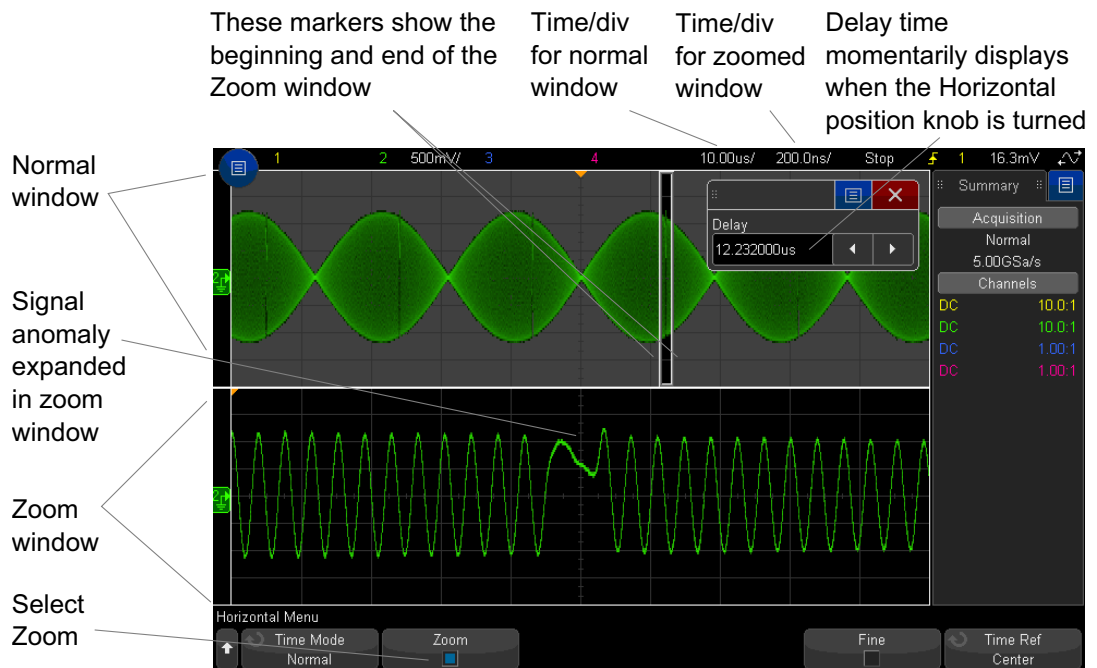 These markers show the
beginning and end of the
Zoom window
Time/div
for normal
window
Time/div
for zoomed
window
Delay time
momentarily displays
when the Horizontal
position knob is turned
Normal
window
Signal
anomaly
expanded
in zoom
window
Zoom
window
Select
Zoom
1 2 500mV/ 3 4 10.00us/ 200.0ns/ Stop 1 16.3mV
Delay
12.232000us
Summary
Acquisition
Normal
5.00GSa/s
Channels
DC 10.0:1
DC 10.0:1
DC 1.00:1
DC 1.00:1
2
2
Horizontal Menu
Time Mode
Normal
Zoom
Fine
Time Ref
Center